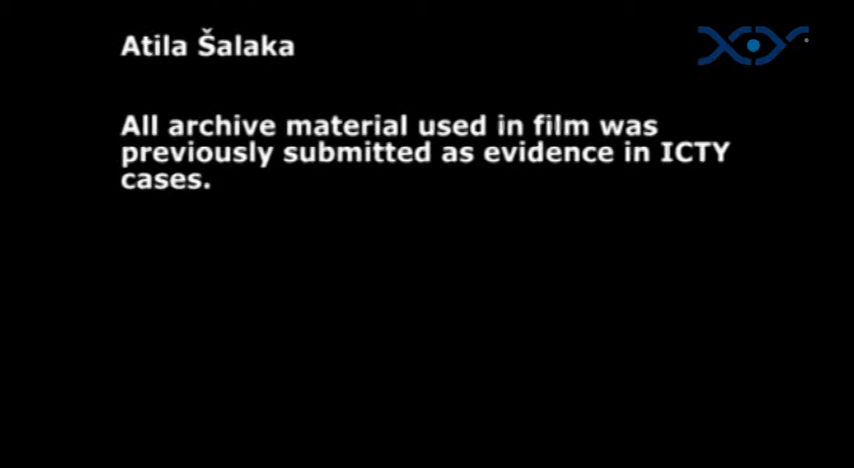 Atila Šalaka
All archive material used in film was
previously submitted as evidence in ICTY
cases.